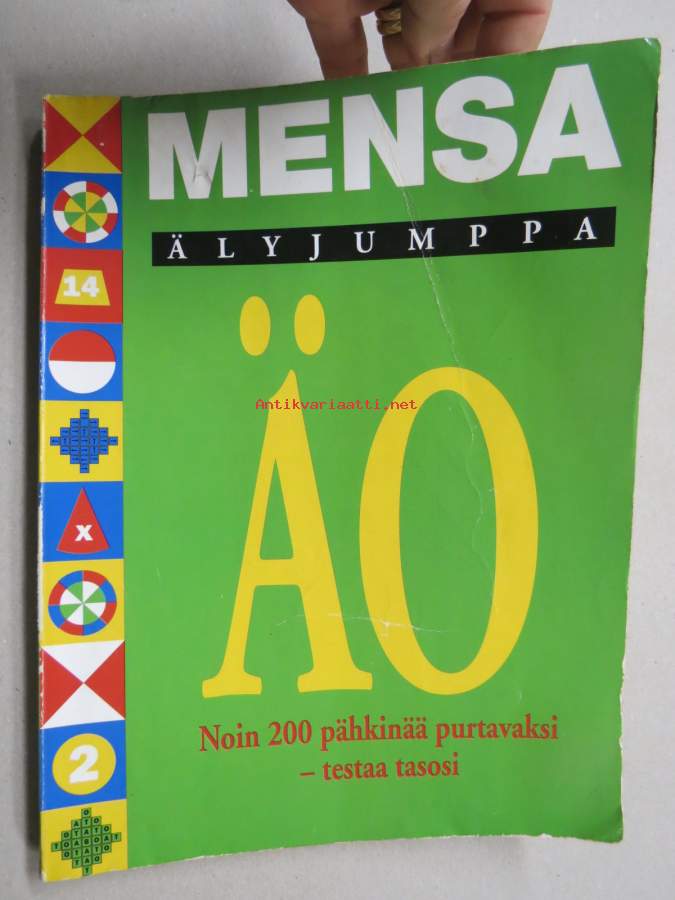 MENSA
ÄLYJUMPPA
14
Antikvariaatti.net
ÄO
x
Noin 200 pähkinää purtavaksi
– testaa tasosi
2